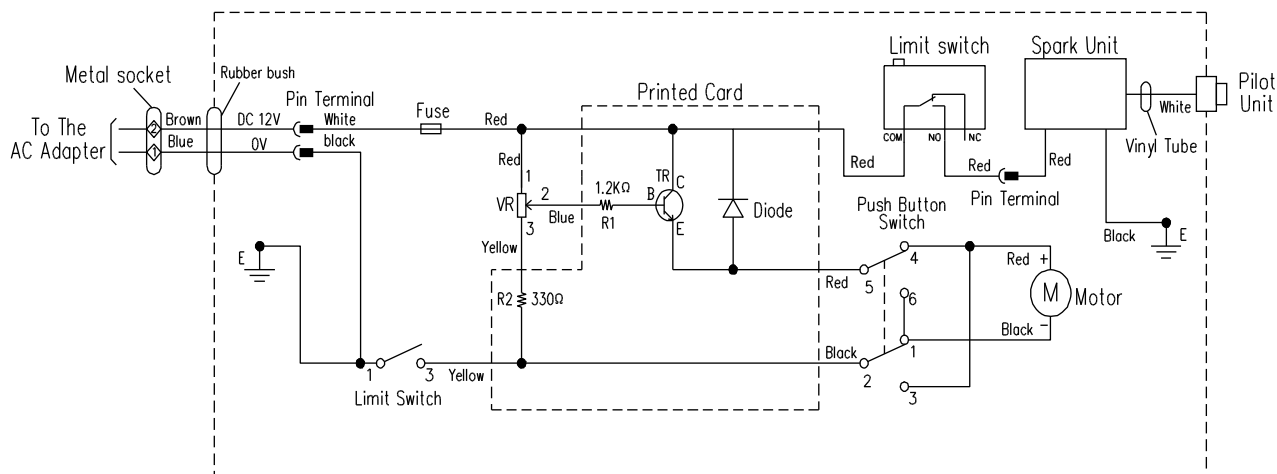 Metal socket
Rubber bush
Pin Terminal
Fuse
Printed Card
Limit switch
Spark Unit
Pilot
Unit
To The
AC Adapter
2
Brown
DC 12V
White
Red
1
Blue
0V
black
COM
NO
NC
White
Vinyl Tube
Red
Red
Red
Pin Terminal
Red
1
VR
2
3
Blue
1.2KΩ
R1
TR
B
C
E
Diode
Push Button
Switch
Black
E
E
Yellow
R2
330Ω
Red
5
4
6
Red
+
M
Motor
Black
−
1
Black
2
3
1
3
Yellow
Limit Switch